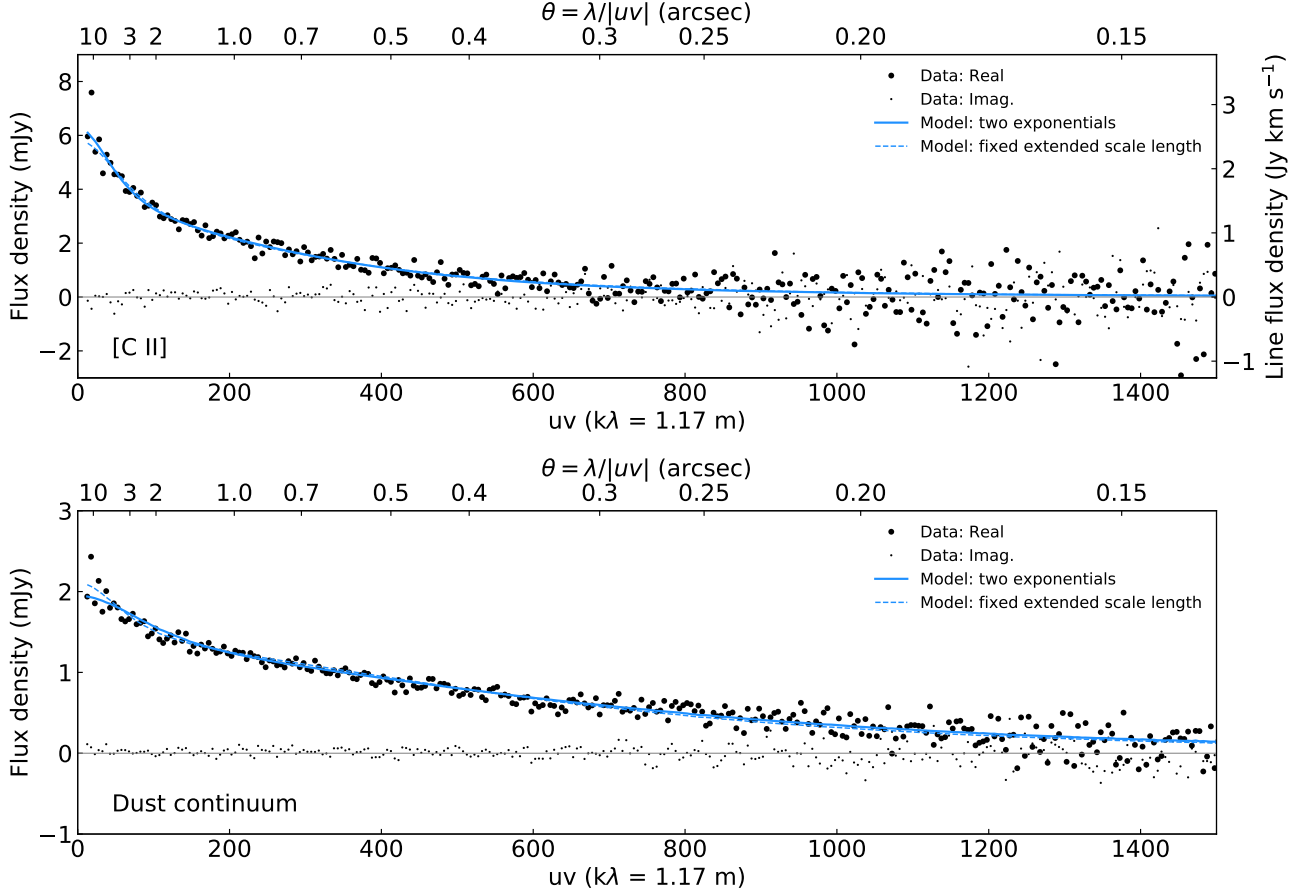 θ = λ/|uv| (arcsec)
10 3 2 1.0 0.7 0.5 0.4 0.3 0.25 0.20 0.15
Flux density (mJy)
8
6
4
2
0
−2
Data: Real
Data: Imag.
Model: two exponentials
Model: fixed extended scale length
3
2
1
0
−1
Line flux density (Jy km s⁻¹)
[C II]
0 200 400 600 800 1000 1200 1400
uv (kλ = 1.17 m)
θ = λ/|uv| (arcsec)
10 3 2 1.0 0.7 0.5 0.4 0.3 0.25 0.20 0.15
Flux density (mJy)
3
2
1
0
−1
Data: Real
Data: Imag.
Model: two exponentials
Model: fixed extended scale length
Dust continuum
0 200 400 600 800 1000 1200 1400
uv (kλ = 1.17 m)